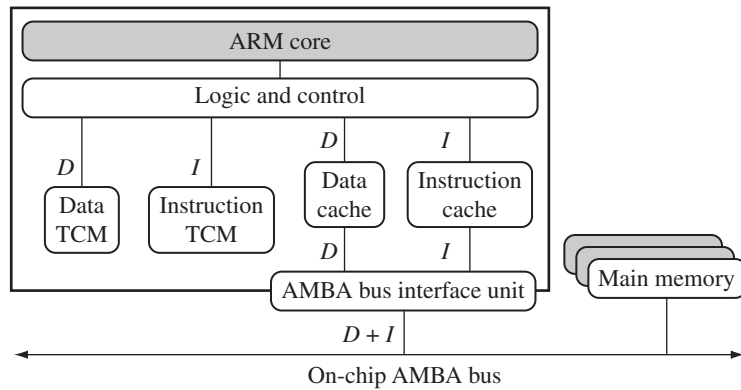 ARM core
Logic and control
D I D I
Data
TCM
Instruction
TCM
Data
cache
Instruction
cache
D I
AMBA bus interface unit
Main memory
D + I
On-chip AMBA bus